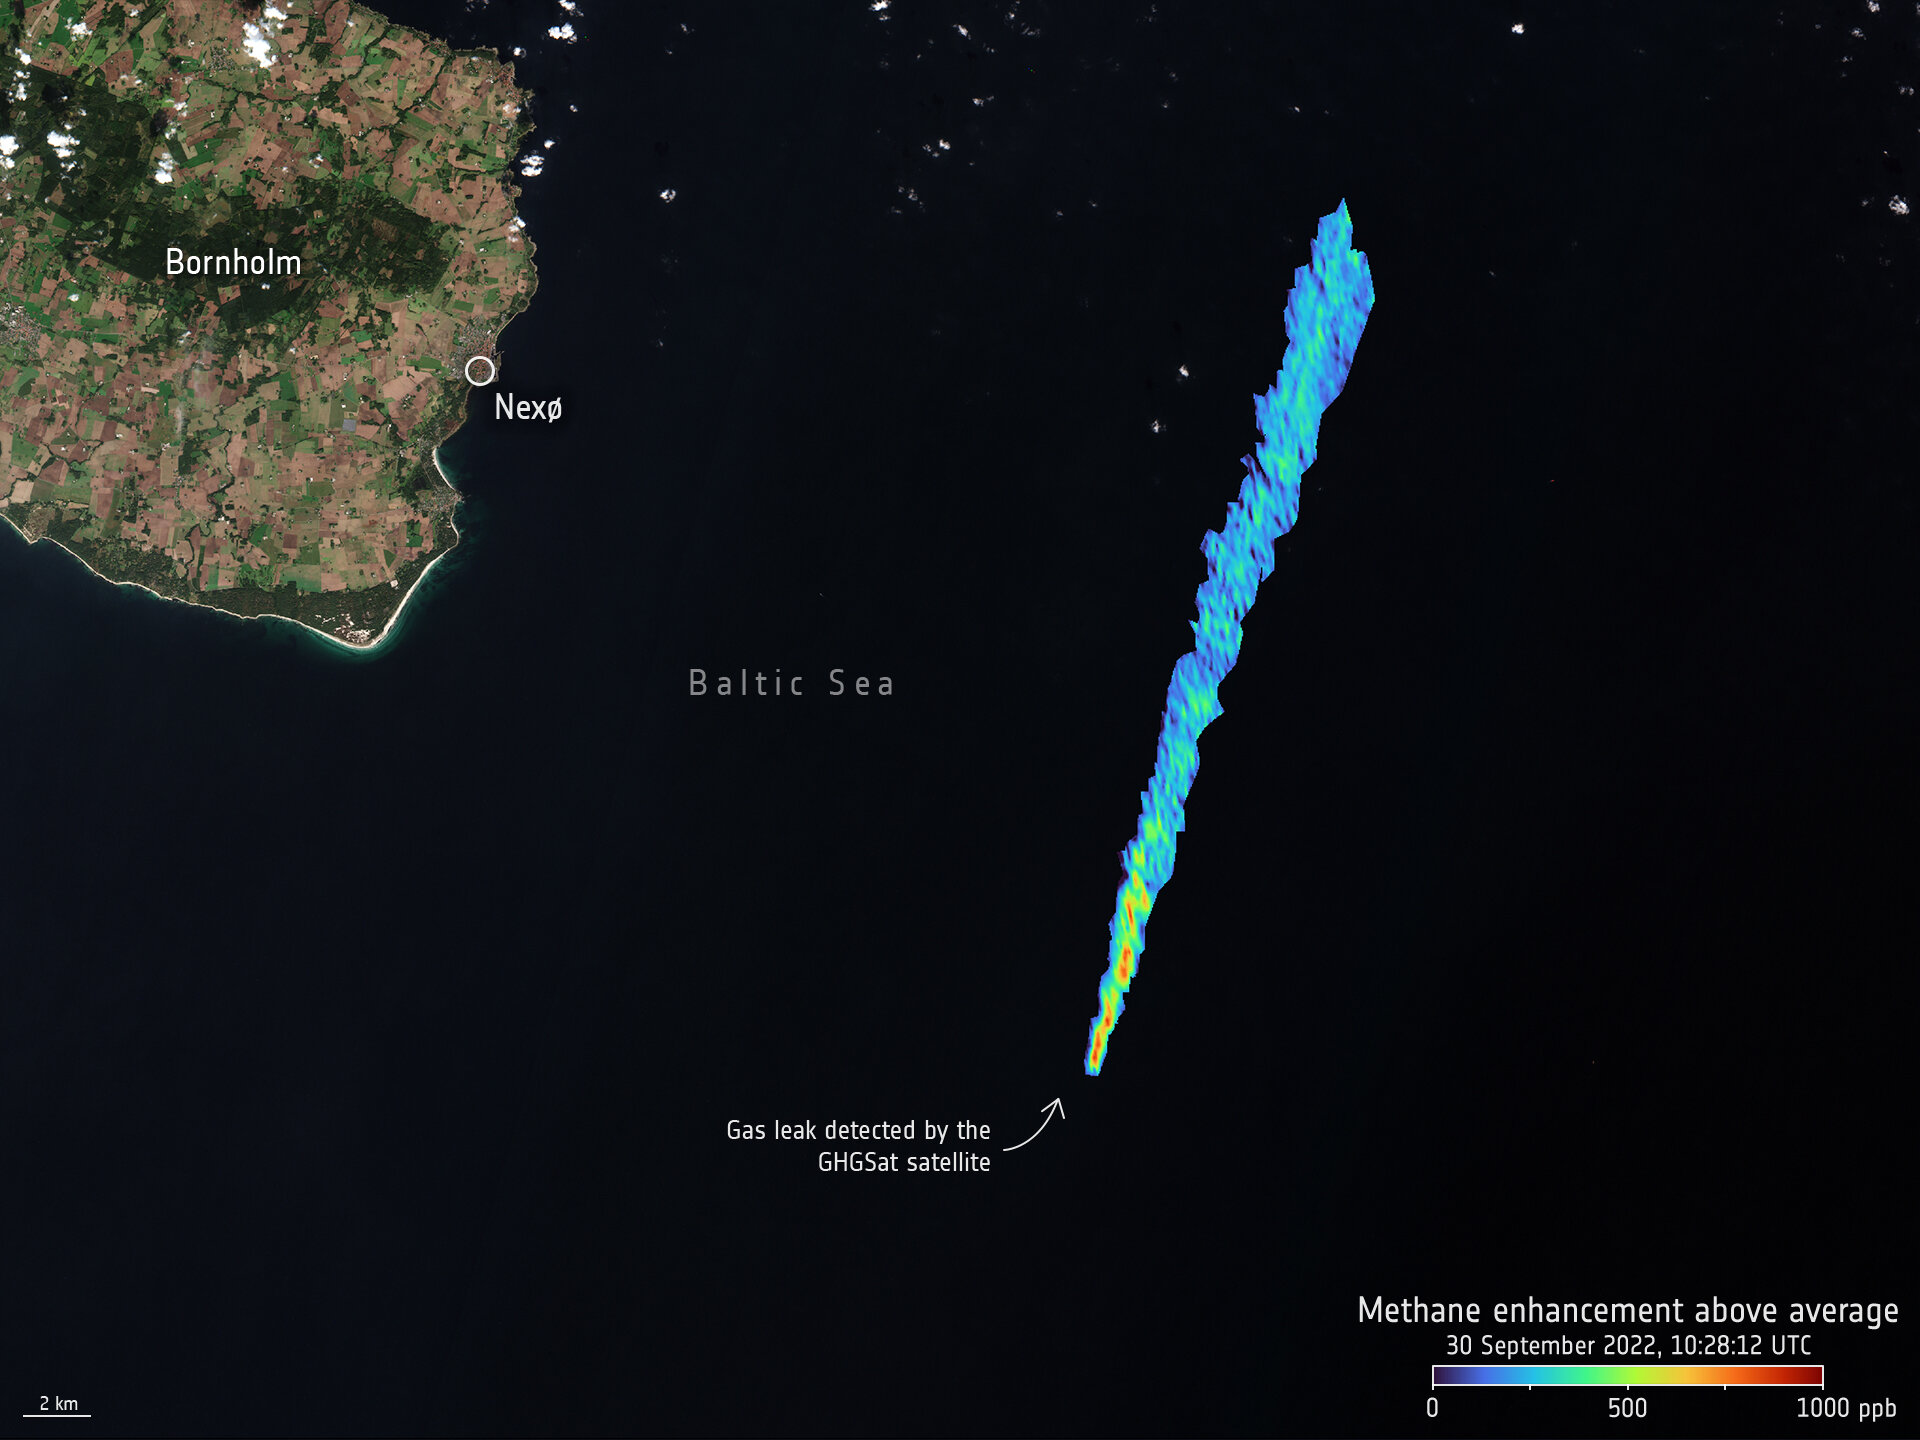 Bornholm
Nexø
Baltic Sea
Gas leak detected by the
GHGSat satellite
Methane enhancement above average
30 September 2022, 10:28:12 UTC
0 500 1000 ppb
2 km